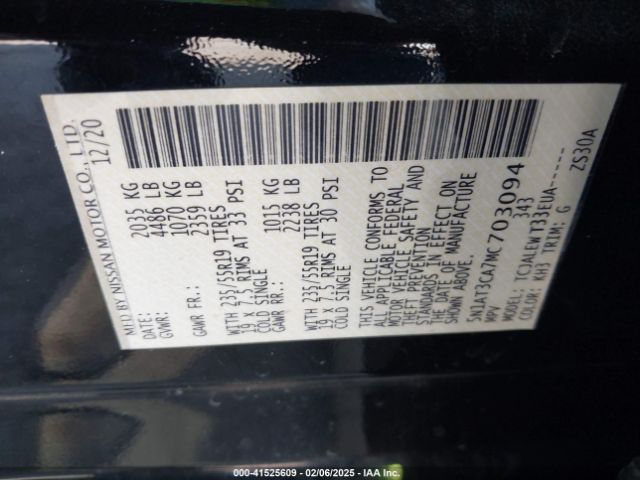 MFD BY NISSAN MOTOR CO., LTD.
DATE: 12/20
GVWR: 2035 KG
4486 LB
GAWR FR.: 1070 KG
2359 LB
WITH 235/55R19 TIRES
19 X 7.5 RIMS AT 33 PSI
COLD SINGLE
GAWR RR.: 1015 KG
2238 LB
WITH 235/55R19 TIRES
19 X 7.5 RIMS AT 30 PSI
COLD SINGLE
THIS VEHICLE CONFORMS TO
ALL APPLICABLE FEDERAL
MOTOR VEHICLE SAFETY AND
THEFT PREVENTION
STANDARDS IN EFFECT ON
THE DATE OF MANUFACTURE
SHOWN ABOVE.
5N1AT3CA7MC703094
MPV 343
MODEL: TCJALEWT33EUA------
COLOR: KH3 TRIM: G ZS30A
000-41525609 - 02/06/2025 - IAA Inc.